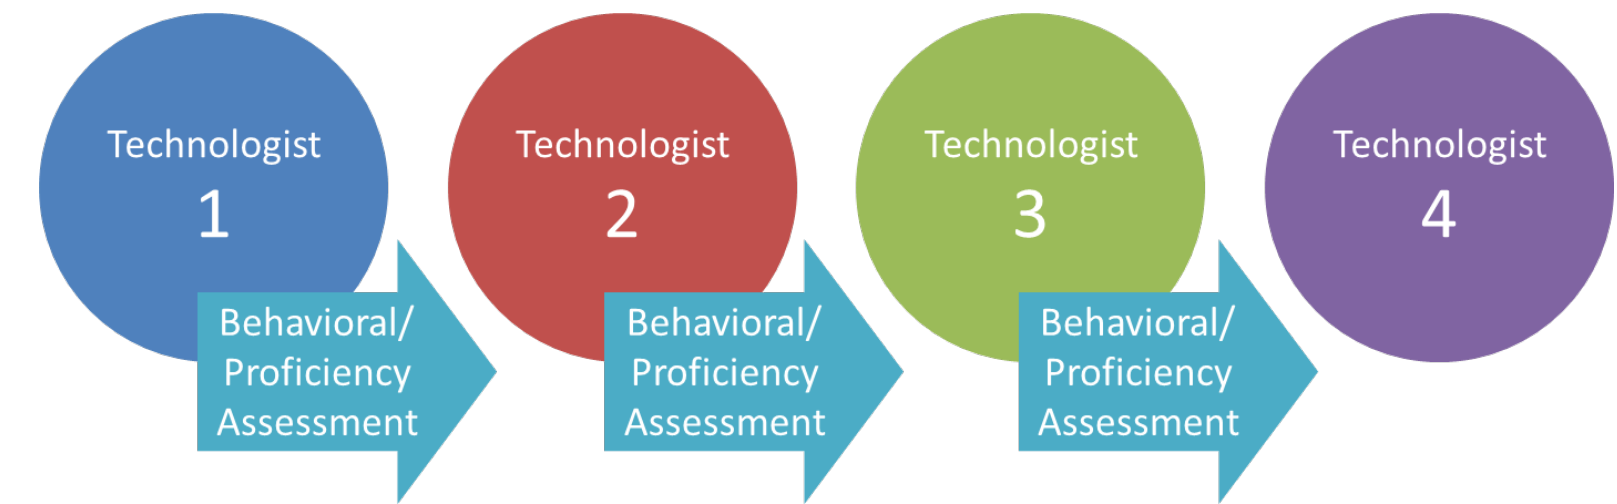 Technologist
1
Technologist
2
Technologist
3
Technologist
4
Behavioral/
Proficiency
Assessment
Behavioral/
Proficiency
Assessment
Behavioral/
Proficiency
Assessment